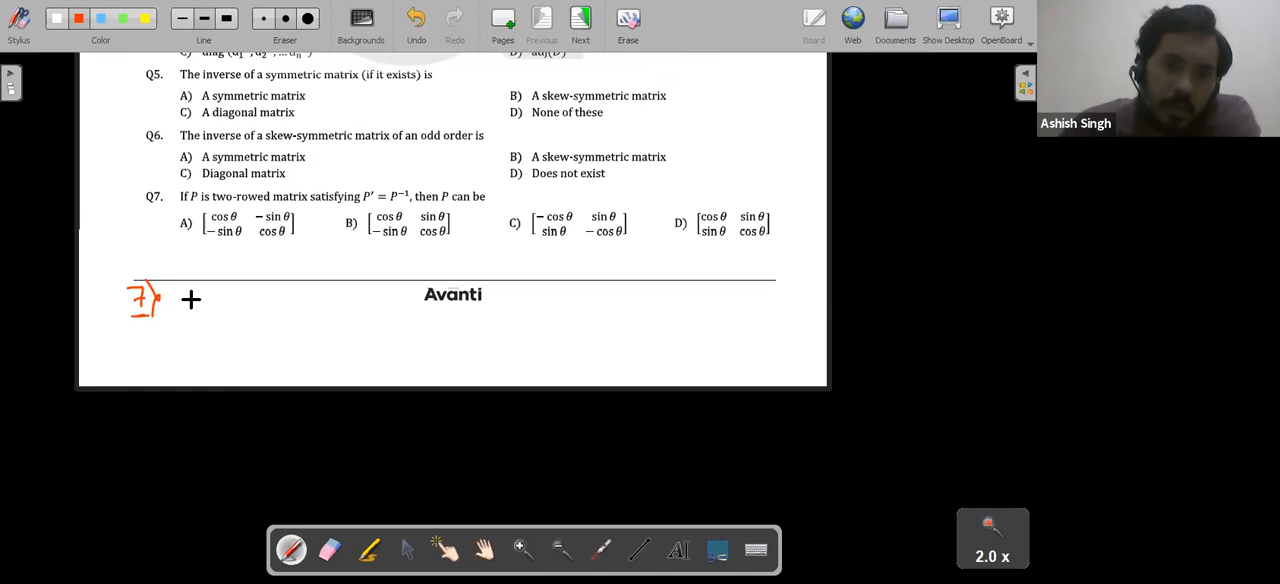 Stylus Color Line Eraser Backgrounds Undo Redo Pages Previous Next Erase Board Web Documents Show Desktop OpenBoard
Q5. The inverse of a symmetric matrix (if it exists) is
A) A symmetric matrix B) A skew-symmetric matrix
C) A diagonal matrix D) None of these
Q6. The inverse of a skew-symmetric matrix of an odd order is
A) A symmetric matrix B) A skew-symmetric matrix
C) Diagonal matrix D) Does not exist
Q7. If P is two-rowed matrix satisfying P′ = P⁻¹, then P can be
A) [cos θ − sin θ B) [cos θ sin θ C) [− cos θ sin θ D) [cos θ sin θ
− sin θ cos θ] − sin θ cos θ] sin θ − cos θ] sin θ cos θ]
7)
Avanti
Ashish Singh
2.0 x